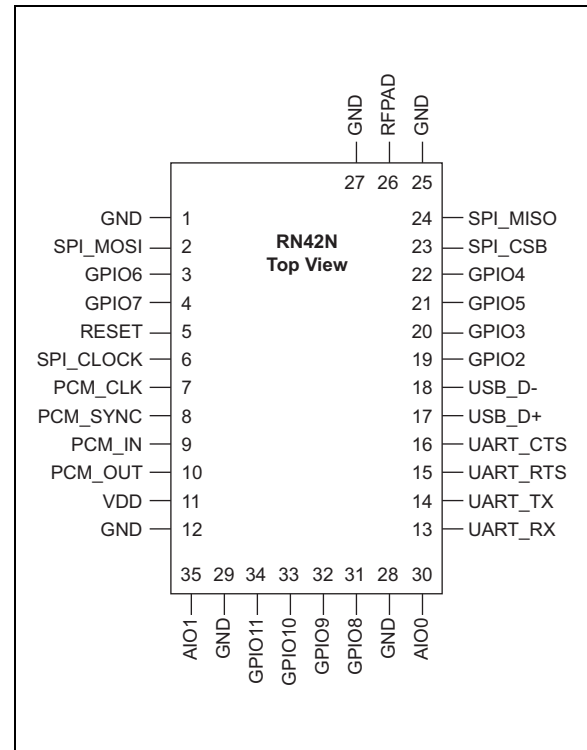 GND RFPAD GND
27 26 25
RN42N
Top View
GND 1
SPI_MOSI 2
GPIO6 3
GPIO7 4
RESET 5
SPI_CLOCK 6
PCM_CLK 7
PCM_SYNC 8
PCM_IN 9
PCM_OUT 10
VDD 11
GND 12
24 SPI_MISO
23 SPI_CSB
22 GPIO4
21 GPIO5
20 GPIO3
19 GPIO2
18 USB_D-
17 USB_D+
16 UART_CTS
15 UART_RTS
14 UART_TX
13 UART_RX
35 29 34 33 32 31 28 30
AIO1 GND GPIO11 GPIO10 GPIO9 GPIO8 GND AIO0